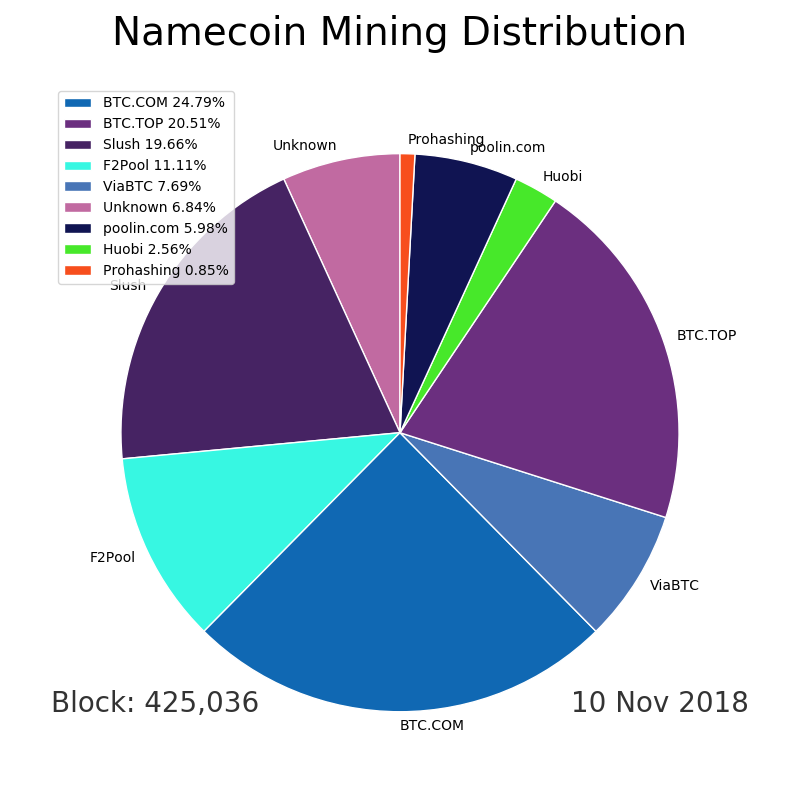 Namecoin Mining Distribution
BTC.COM 24.79%
BTC.TOP 20.51%
Slush 19.66%
F2Pool 11.11%
ViaBTC 7.69%
Unknown 6.84%
poolin.com 5.98%
Huobi 2.56%
Prohashing 0.85%
Unknown
Prohashing
poolin.com
Huobi
Slush
BTC.TOP
F2Pool
ViaBTC
BTC.COM
Block: 425,036
10 Nov 2018